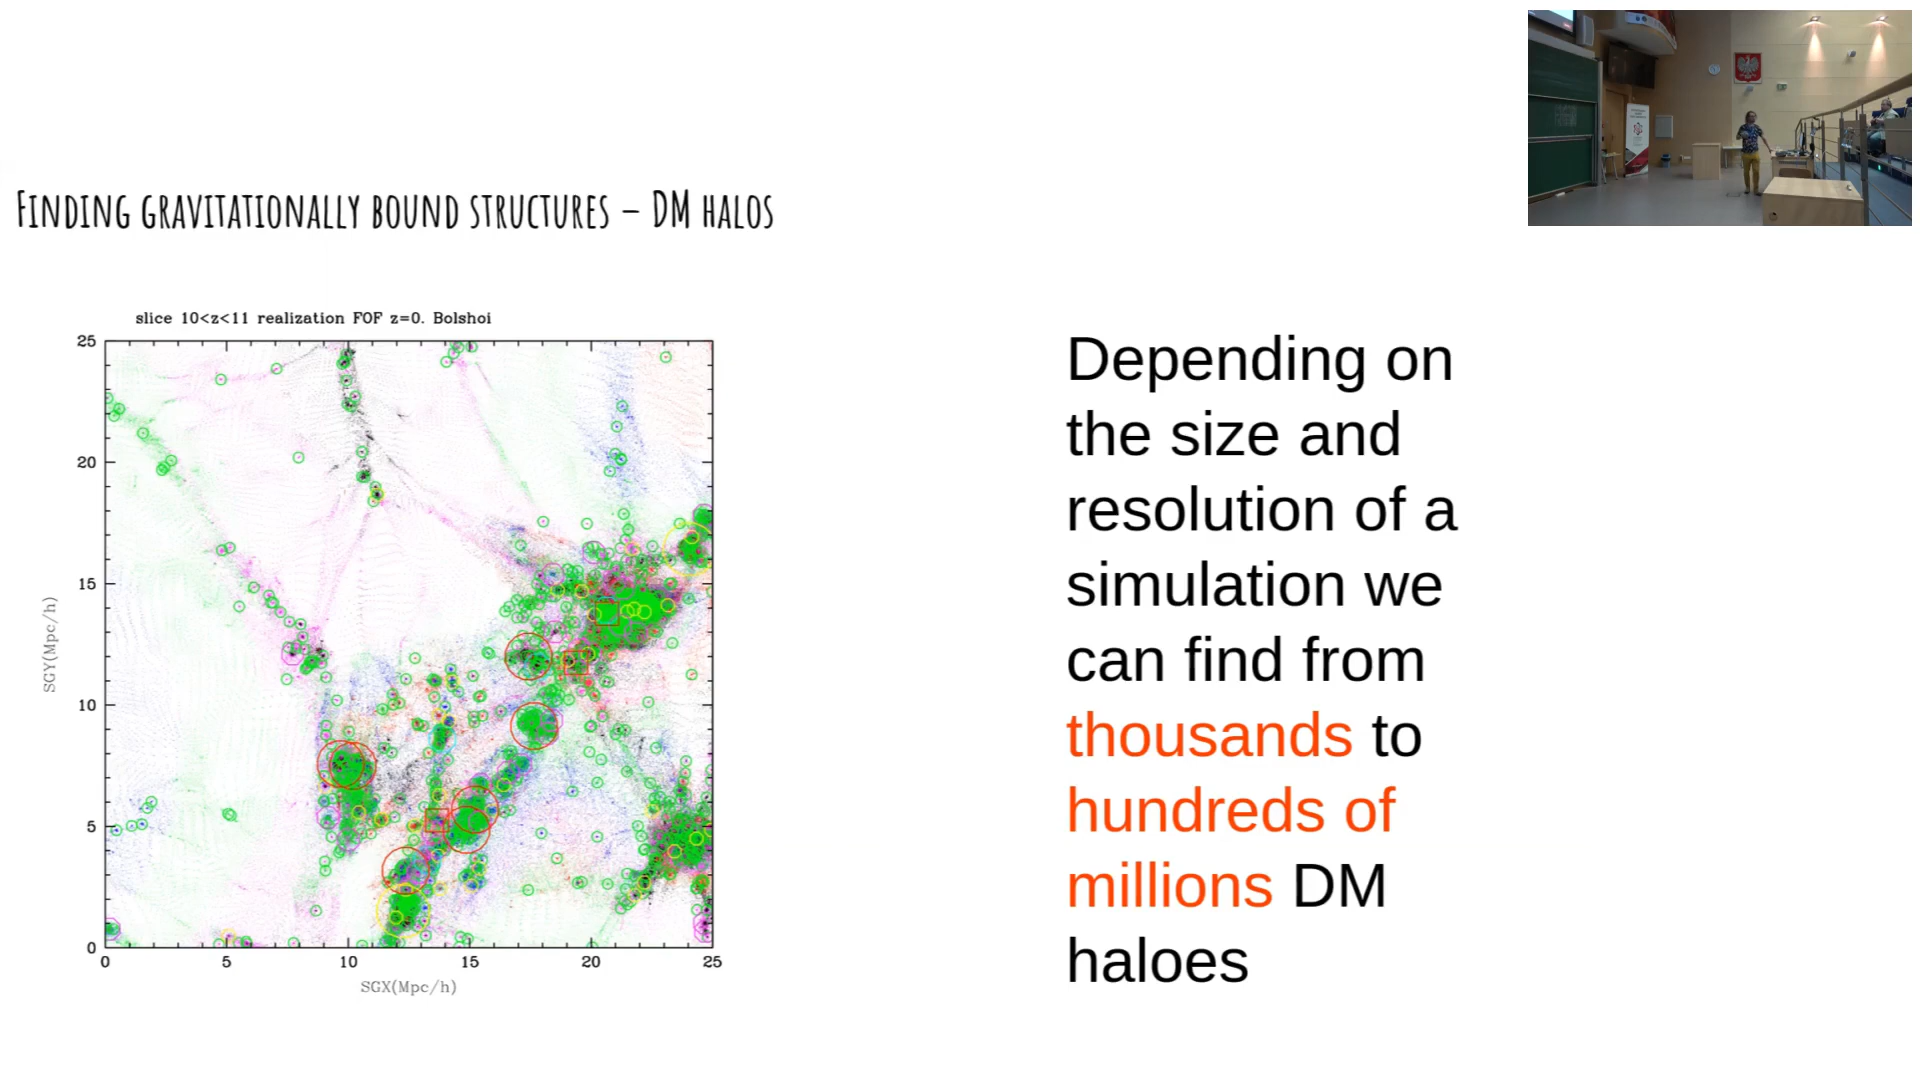 FINDING GRAVITATIONALLY BOUND STRUCTURES – DM HALOS
slice 10<z<11 realization FOF z=0. Bolshoi
25
20
15
10
5
0
SGY(Mpc/h)
0 5 10 15 20 25
SGX(Mpc/h)
Depending on
the size and
resolution of a
simulation we
can find from
thousands to
hundreds of
millions DM
haloes